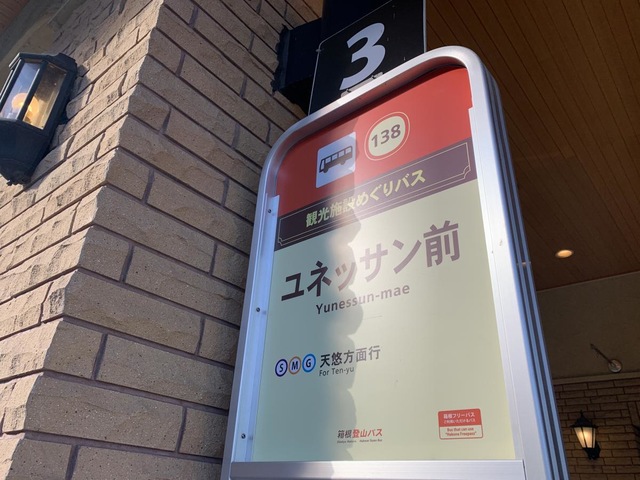 3
138
観光施設めぐりバス
ユネッサン前
Yunessun-mae
S M G 天悠方面行
For Ten-yu
箱根登山バス
箱根フリーパス